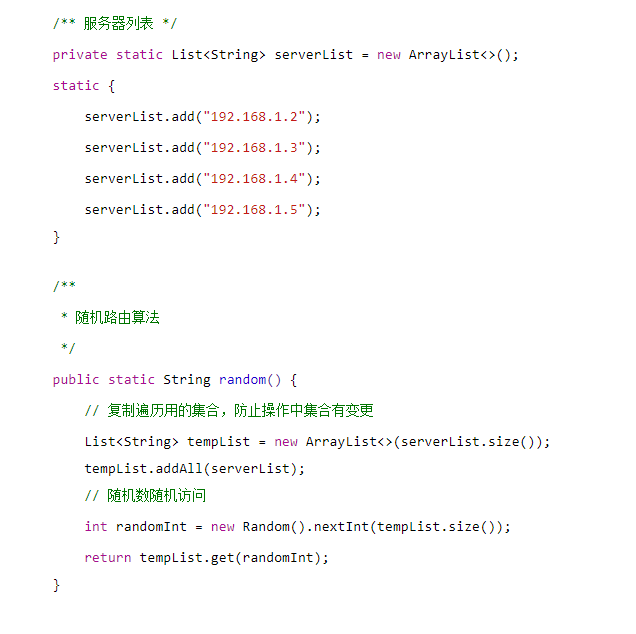 /** 服务器列表 */
private static List<String> serverList = new ArrayList<>();
static {
    serverList.add("192.168.1.2");
    serverList.add("192.168.1.3");
    serverList.add("192.168.1.4");
    serverList.add("192.168.1.5");
}
/**
 * 随机路由算法
 */
public static String random() {
    // 复制遍历用的集合，防止操作中集合有变更
    List<String> tempList = new ArrayList<>(serverList.size());
    tempList.addAll(serverList);
    // 随机数随机访问
    int randomInt = new Random().nextInt(tempList.size());
    return tempList.get(randomInt);
}